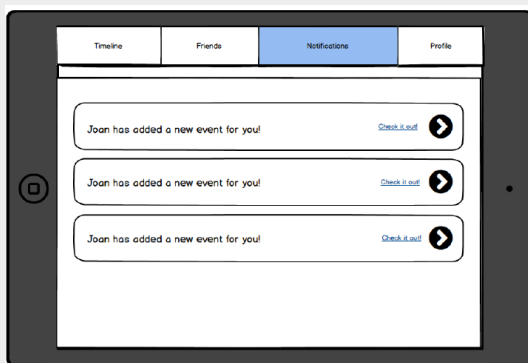 Timeline Friends Notifications Profile
Joan has added a new event for you! Check it out!
Joan has added a new event for you! Check it out!
Joan has added a new event for you! Check it out!